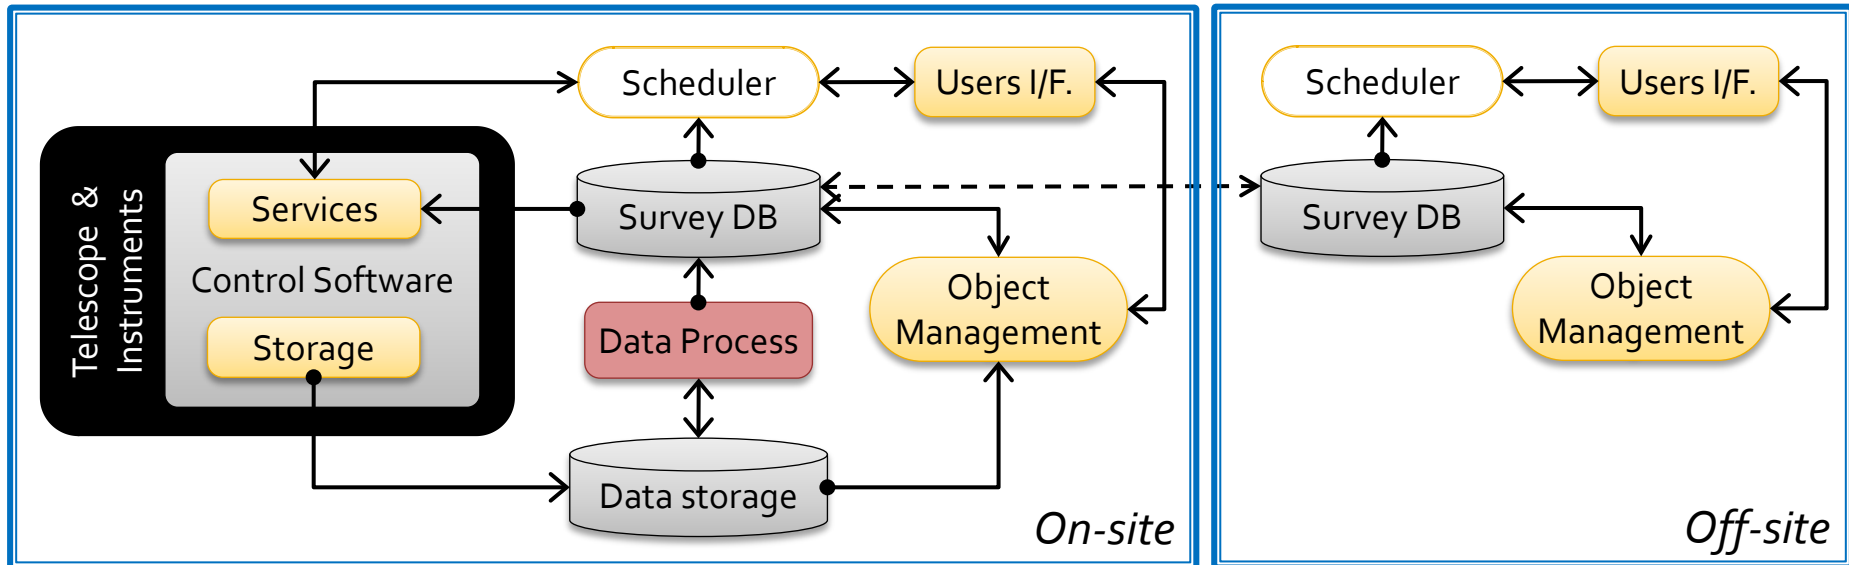 Scheduler
Users I/F.
Telescope &
Instruments
Services
Control Software
Storage
Survey DB
Data Process
Object
Management
Data storage
On-site
Scheduler
Users I/F.
Survey DB
Object
Management
Off-site